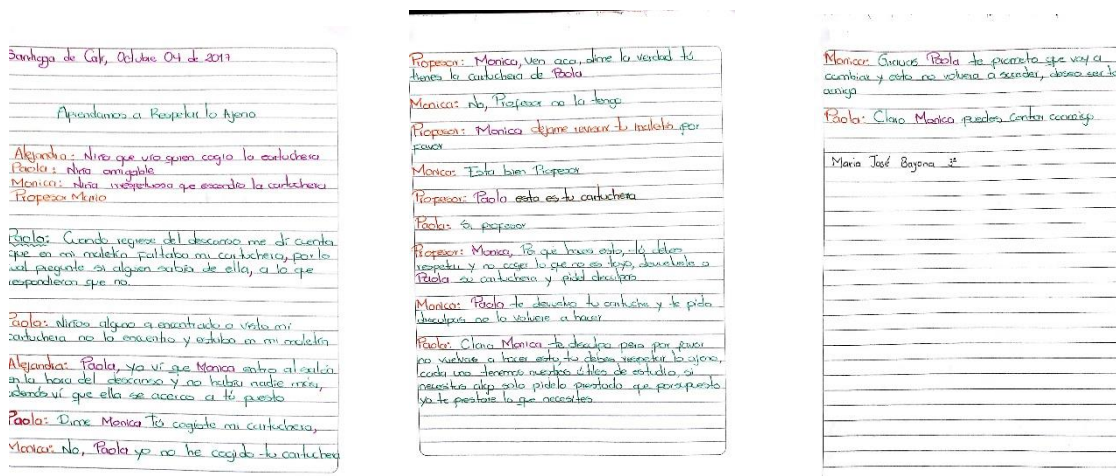 Santiago de Cali, Octubre 04 de 2017
Aprendamos a Respetar lo Ajeno
Alejandra: Niña que vio quien cogio la cartuchera
Paola: Niña amigable
Monica: Niña irrespetuosa que escondio la cartuchera
Profesor Mario
Paola: Cuando regrese del descanso me di cuenta
que en mi maletin faltaba mi cartuchera, por lo
cual pregunte si alguien sabia de ella, a lo que
respondieron que no.
Paola: Niños alguno a encontrado o visto mi
cartuchera no la encuentro y estaba en mi maletin
Alejandra: Paola, yo ví que Monica entro al salón
en la hora del descanso y no habia nadie mas,
además ví que ella se acerco a tú puesto
Paola: Dime Monica Tú cogiste mi cartuchera,
Monica: No, Paola yo no he cogido tu cartuchera
Profesor: Monica, Ven aca, dime la verdad tú
tienes la cartuchera de Paola
Monica: No, Profesor no la tengo
Profesor: Monica dejame revisar tu maletin por
favor
Monica: Esta bien Profesor
Profesor: Paola esta es tu cartuchera
Paola: Si profesor
Profesor: Monica, Por que haces esto, tú debes
respetar y no coger lo que no es tuyo, devuelvele a
Paola su cartuchera y pidel disculpas
Monica: Paola te devuelvo tu cartuchera y te pido
disculpas no lo volvere a hacer
Paola: Claro Monica te disculpo pero por favor
no vuelvas a hacer esto, tu debes respetar lo ajeno,
cada uno tenemos nuestros útiles de estudio, si
necesitas algo solo pidelo prestado que porsupuesto
yo te prestare lo que necesites
Monica: Gracias Paola te prometo que voy a
cambiar y esto no volvera a suceder, deseo ser tu
amiga
Paola: Claro Monica puedes contar conmigo
Maria José Bayona 3ª